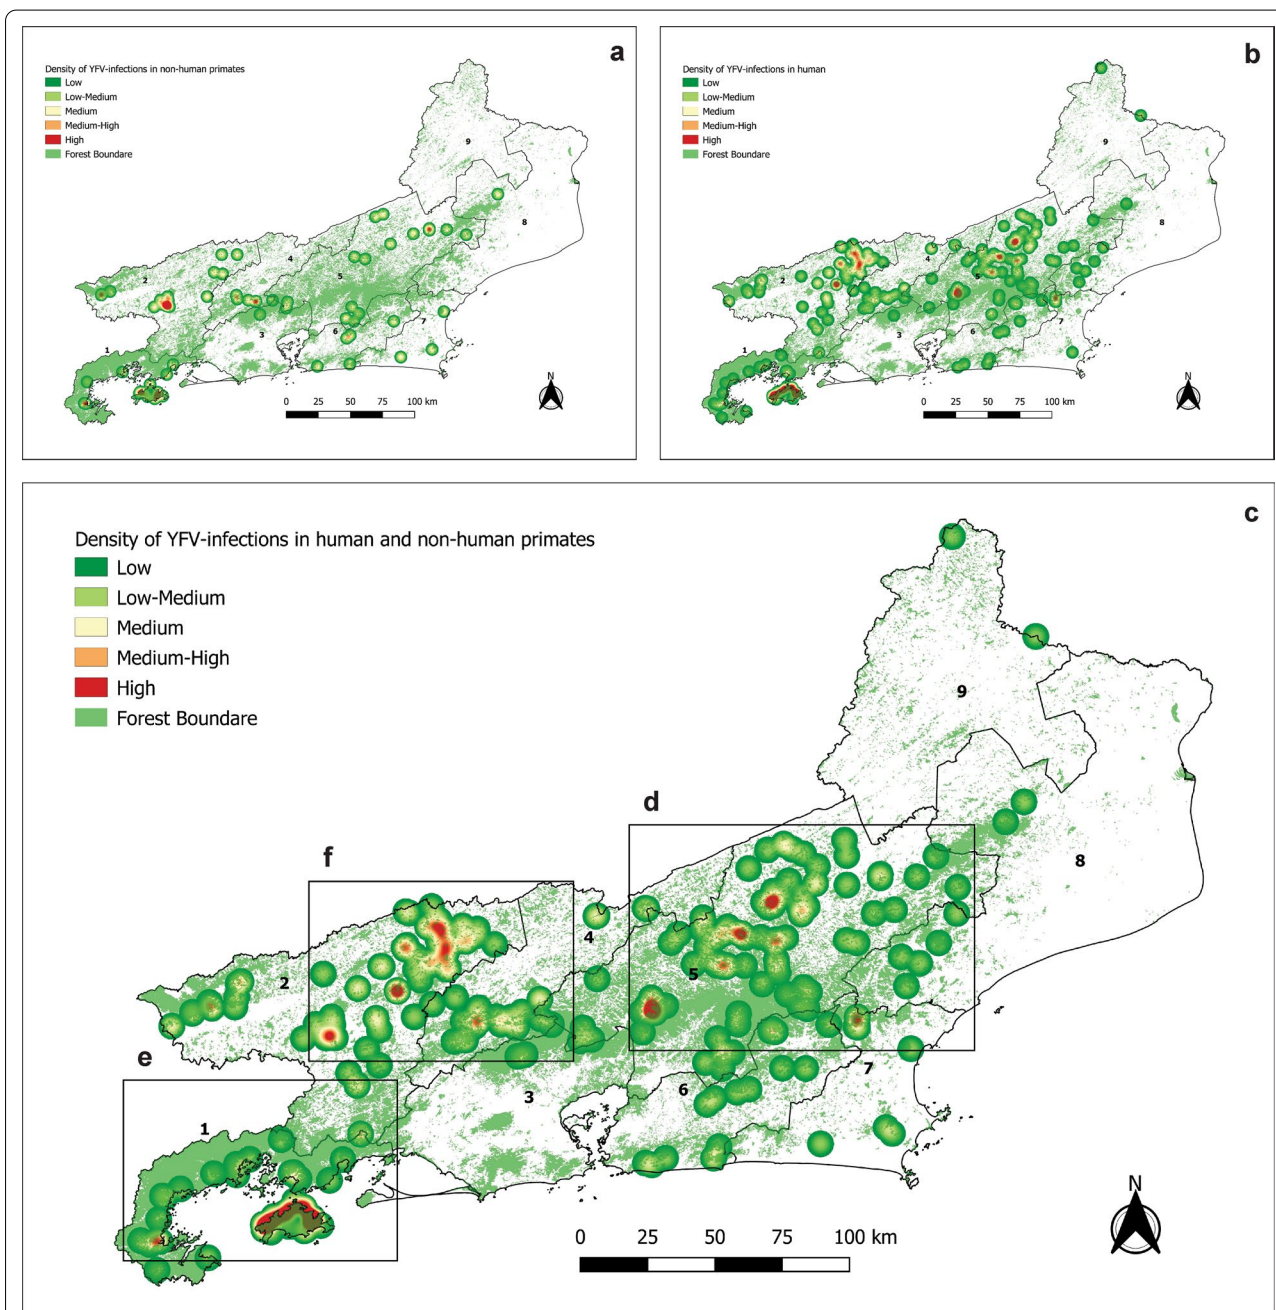 a
Density of YFV-infections in non-human primates
Low
Low-Medium
Medium
Medium-High
High
Forest Boundare
9
8
2
4
5
3
7
6
1
N
0 25 50 75 100 km
b
Density of YFV-infections in human
Low
Low-Medium
Medium
Medium-High
High
Forest Boundare
9
8
2
4
5
3
7
6
1
N
0 25 50 75 100 km
c
Density of YFV-infections in human and non-human primates
Low
Low-Medium
Medium
Medium-High
High
Forest Boundare
9
d
f
8
4
5
2
e
7
6
3
1
N
0 25 50 75 100 km